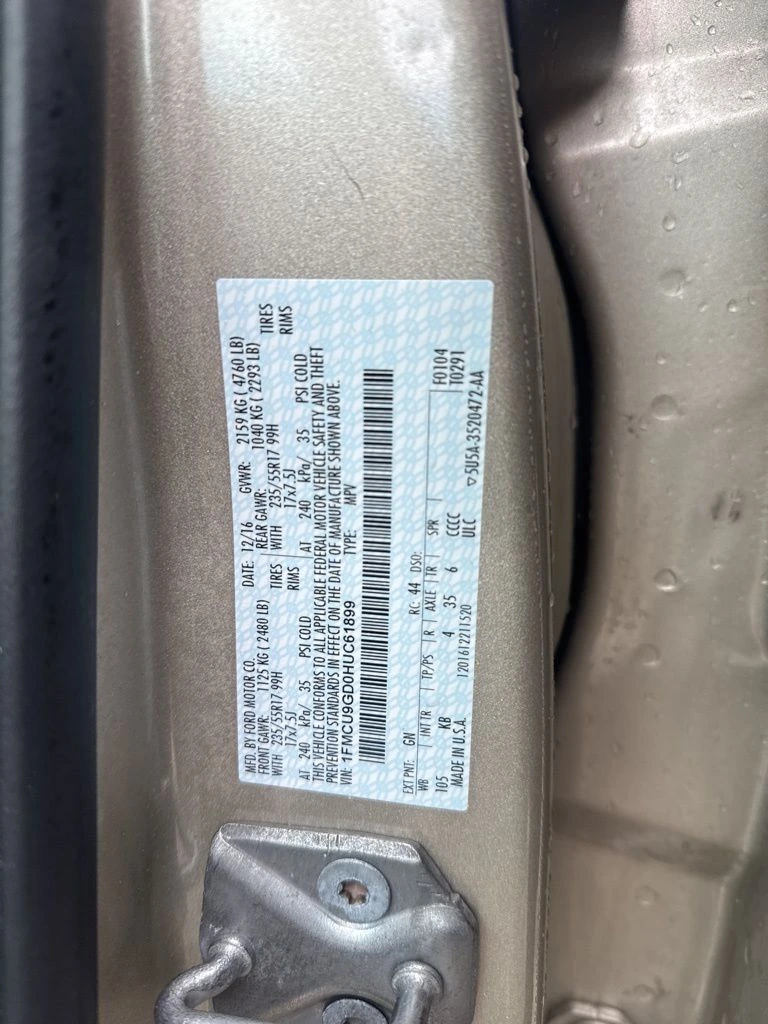 MFD. BY FORD MOTOR CO. DATE: 12/16 GVWR: 2159 KG ( 4760 LB)
FRONT GAWR: 1125 KG ( 2480 LB) REAR GAWR: 1040 KG ( 2293 LB)
WITH 235/55R17 99H TIRES WITH 235/55R17 99H TIRES
17x7.5J RIMS 17x7.5J RIMS
AT 240 kPa/ 35 PSI COLD AT 240 kPa/ 35 PSI COLD
THIS VEHICLE CONFORMS TO ALL APPLICABLE FEDERAL MOTOR VEHICLE SAFETY AND THEFT
PREVENTION STANDARDS IN EFFECT ON THE DATE OF MANUFACTURE SHOWN ABOVE.
VIN: 1FMCU9GD0HUC61899 TYPE: MPV
EXT PNT: GN RC: 44 DSO: F0104
WB INT TR TP/PS R AXLE TR SPR T0291
105 KB 4 35 6 CCCC
MADE IN U.S.A. 1201612211520 ULC ▽5U5A-3520472-AA